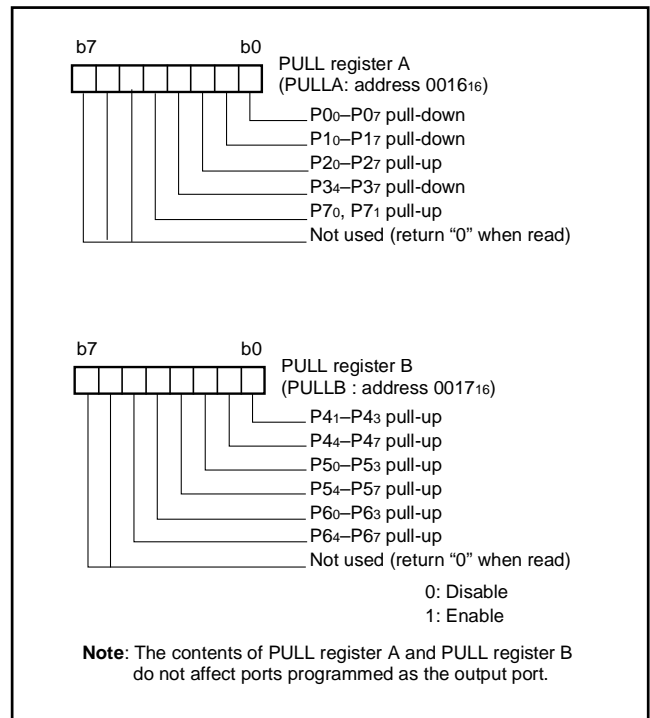 b7 b0
PULL register A
(PULLA: address 0016₁₆)
P0₀–P0₇ pull-down
P1₀–P1₇ pull-down
P2₀–P2₇ pull-up
P3₄–P3₇ pull-down
P7₀, P7₁ pull-up
Not used (return “0” when read)
b7 b0
PULL register B
(PULLB : address 0017₁₆)
P4₁–P4₃ pull-up
P4₄–P4₇ pull-up
P5₀–P5₃ pull-up
P5₄–P5₇ pull-up
P6₀–P6₃ pull-up
P6₄–P6₇ pull-up
Not used (return “0” when read)
0: Disable
1: Enable
Note: The contents of PULL register A and PULL register B
do not affect ports programmed as the output port.